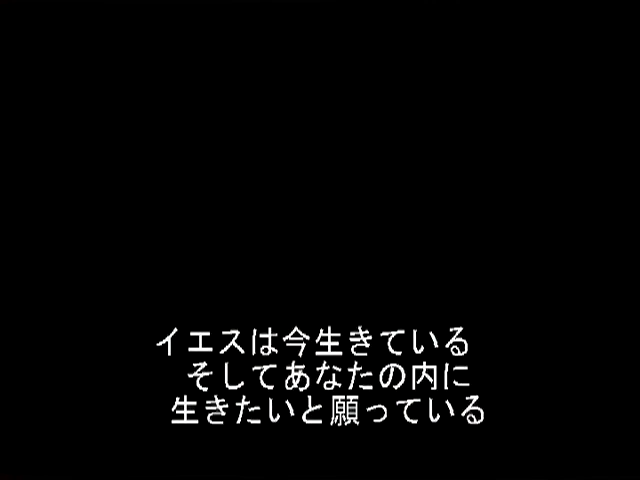 イエスは今生きている
そしてあなたの内に
生きたいと願っている